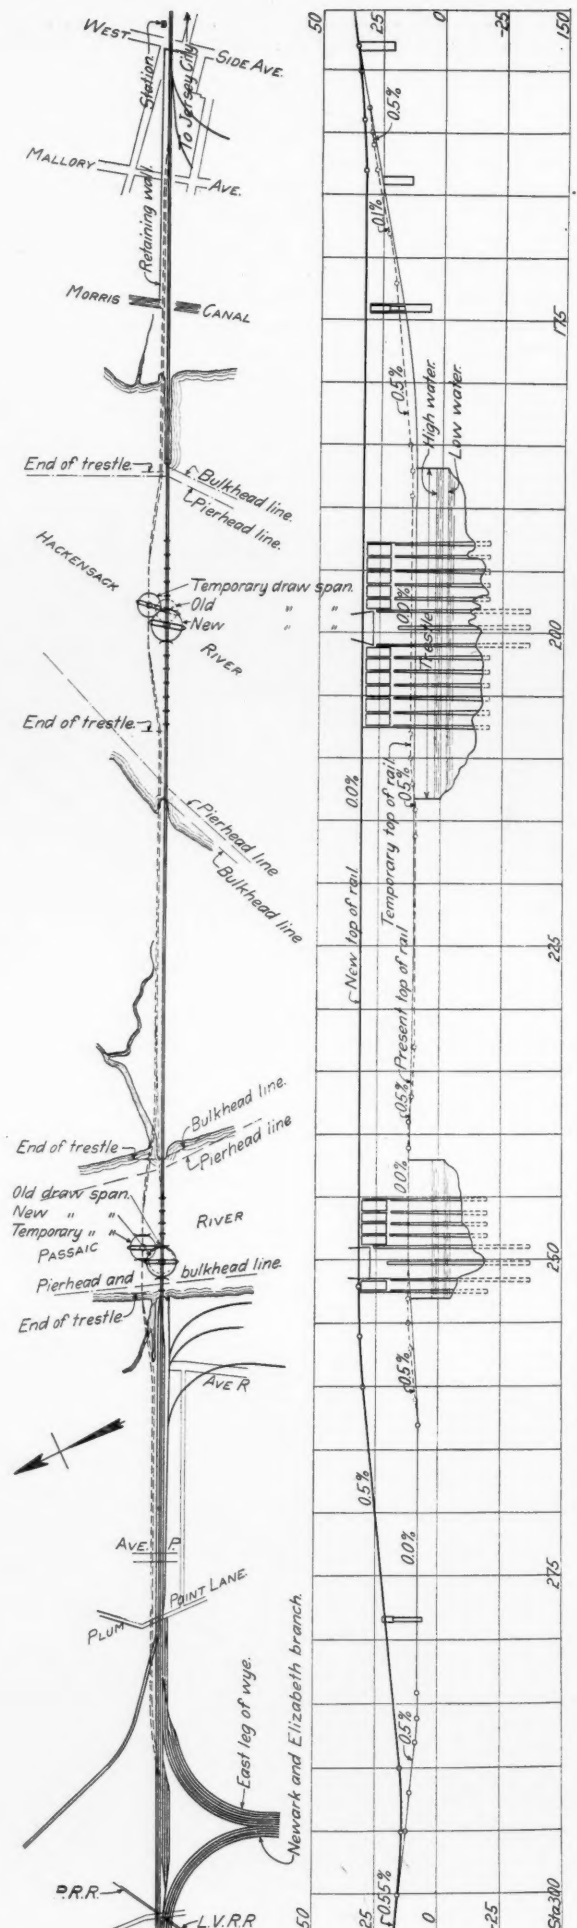 WEST
SIDE AVE.
Station
To Jersey City
MALLORY
AVE.
Retaining wall.
MORRIS
CANAL
End of trestle.
Bulkhead line.
Pierhead line.
HACKENSACK
Temporary draw span.
Old " "
New " "
RIVER
End of trestle.
Pierhead line
Bulkhead line
Bulkhead line.
Pierhead line
End of trestle
Old draw span.
New " "
Temporary " "
RIVER
PASSAIC
Pierhead and bulkhead line.
End of trestle
AVE R
AVE. P.
POINT LANE.
PLUM
East leg of wye.
Newark and Elizabeth branch.
P.R.R.
L.V.R.R
50
25
0
-25
150
0.5%
0.1%
175
0.5%
High water.
Low water.
0.0%
Trestle
200
0.0%
Temporary top of rail
0.5%
New top of rail
Present top of rail
225
0.5%
0.0%
250
0.5%
0.5%
0.0%
275
0.5%
0.55%
50
25
0
-25
Sta300